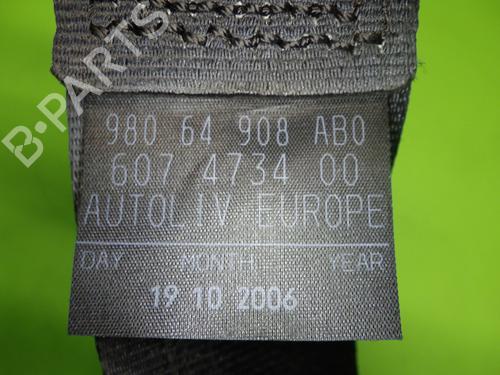 B-PARTS
980 64 908 AB0
607 4734 00
AUTOLIV EUROPE
DAY MONTH YEAR
19 10 2006